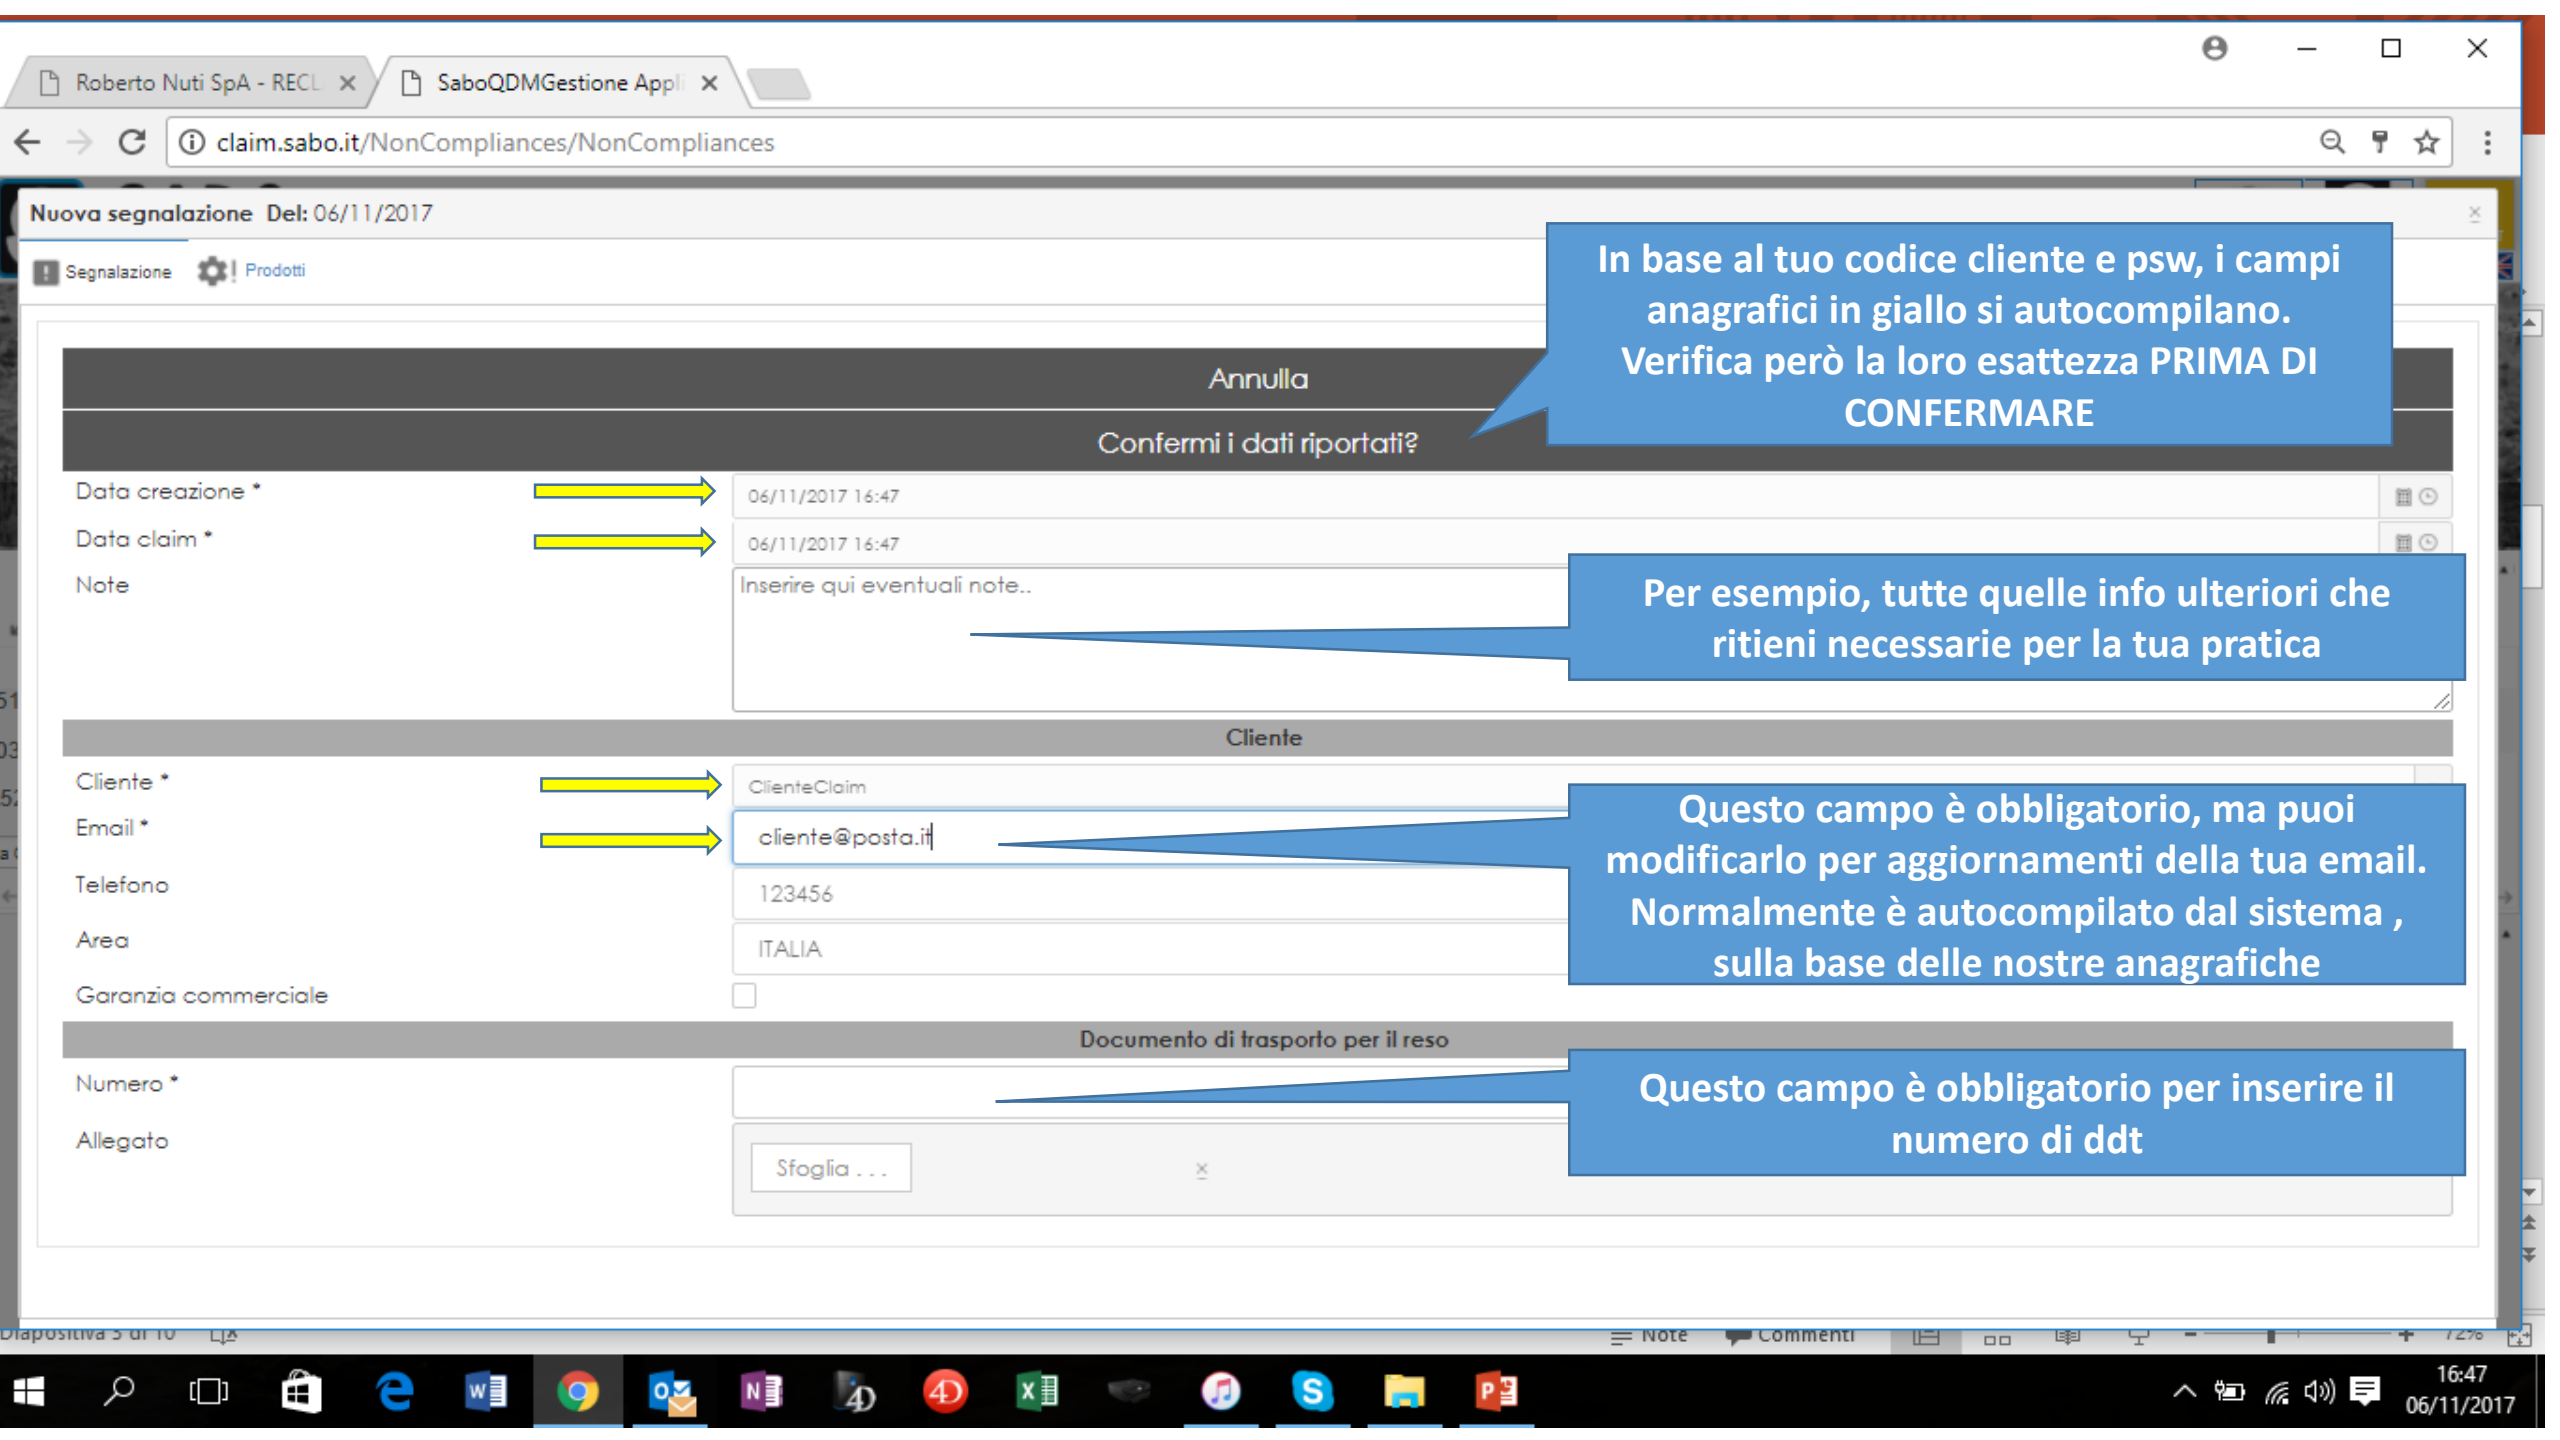 Roberto Nuti SpA - RECL
SaboQDMGestione Appli
claim.sabo.it/NonCompliances/NonCompliances
Nuova segnalazione Del: 06/11/2017
Segnalazione
Prodotti
In base al tuo codice cliente e psw, i campi
anagrafici in giallo si autocompilano.
Verifica però la loro esattezza PRIMA DI
CONFERMARE
Annulla
Confermi i dati riportati?
Data creazione *
06/11/2017 16:47
Data claim *
06/11/2017 16:47
Note
Inserire qui eventuali note..
Per esempio, tutte quelle info ulteriori che
ritieni necessarie per la tua pratica
Cliente
Cliente *
ClienteClaim
Email *
cliente@posta.it
Questo campo è obbligatorio, ma puoi
modificarlo per aggiornamenti della tua email.
Normalmente è autocompilato dal sistema ,
sulla base delle nostre anagrafiche
Telefono
123456
Area
ITALIA
Garanzia commerciale
Documento di trasporto per il reso
Numero *
Questo campo è obbligatorio per inserire il
numero di ddt
Allegato
Sfoglia . . .
Note
Commenti
72%
16:47
06/11/2017